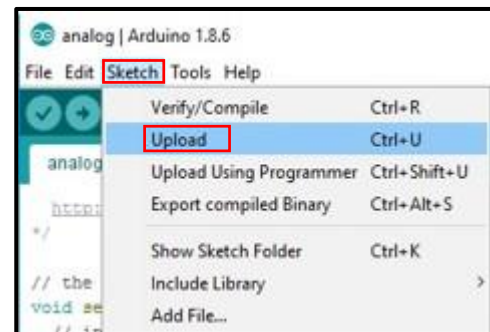 analog | Arduino 1.8.6
File Edit Sketch Tools Help
Verify/Compile Ctrl+R
Upload Ctrl+U
analog
Upload Using Programmer Ctrl+Shift+U
http:
Export compiled Binary Ctrl+Alt+S
*/
Show Sketch Folder Ctrl+K
// the
Include Library >
void se
Add File...